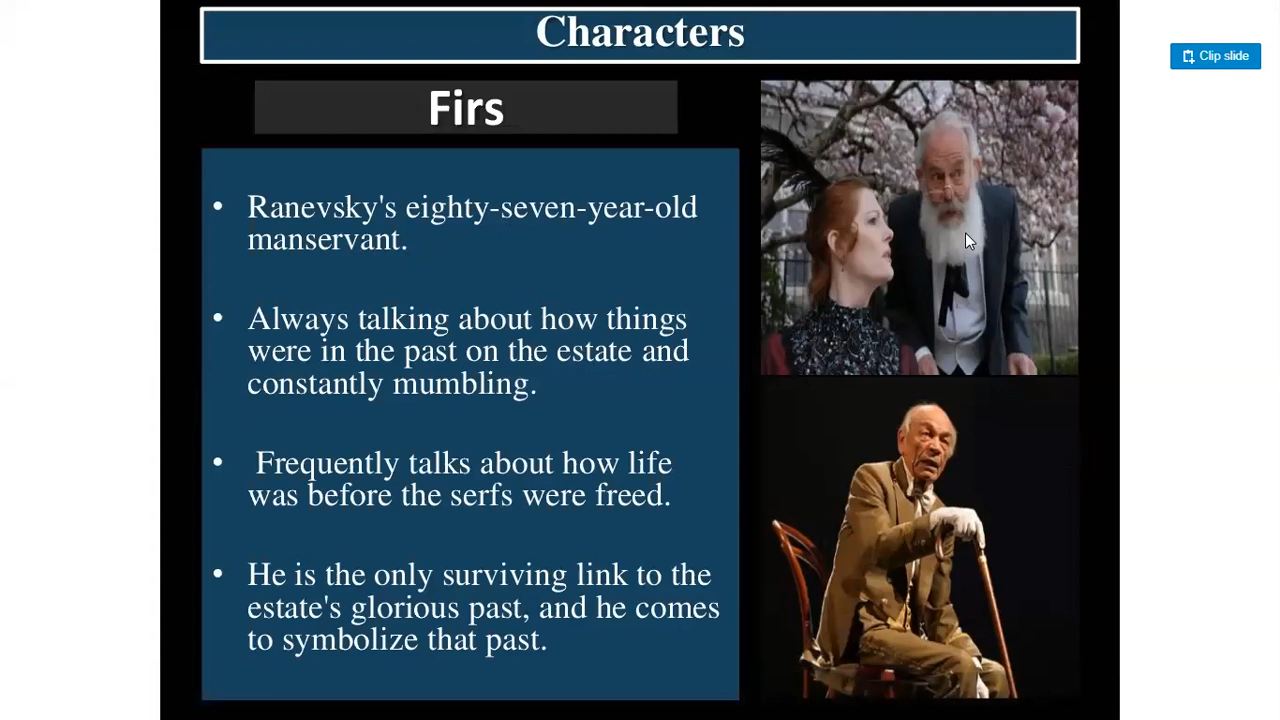 Characters
Clip slide
Firs
• Ranevsky's eighty-seven-year-old
manservant.
• Always talking about how things
were in the past on the estate and
constantly mumbling.
• Frequently talks about how life
was before the serfs were freed.
• He is the only surviving link to the
estate's glorious past, and he comes
to symbolize that past.